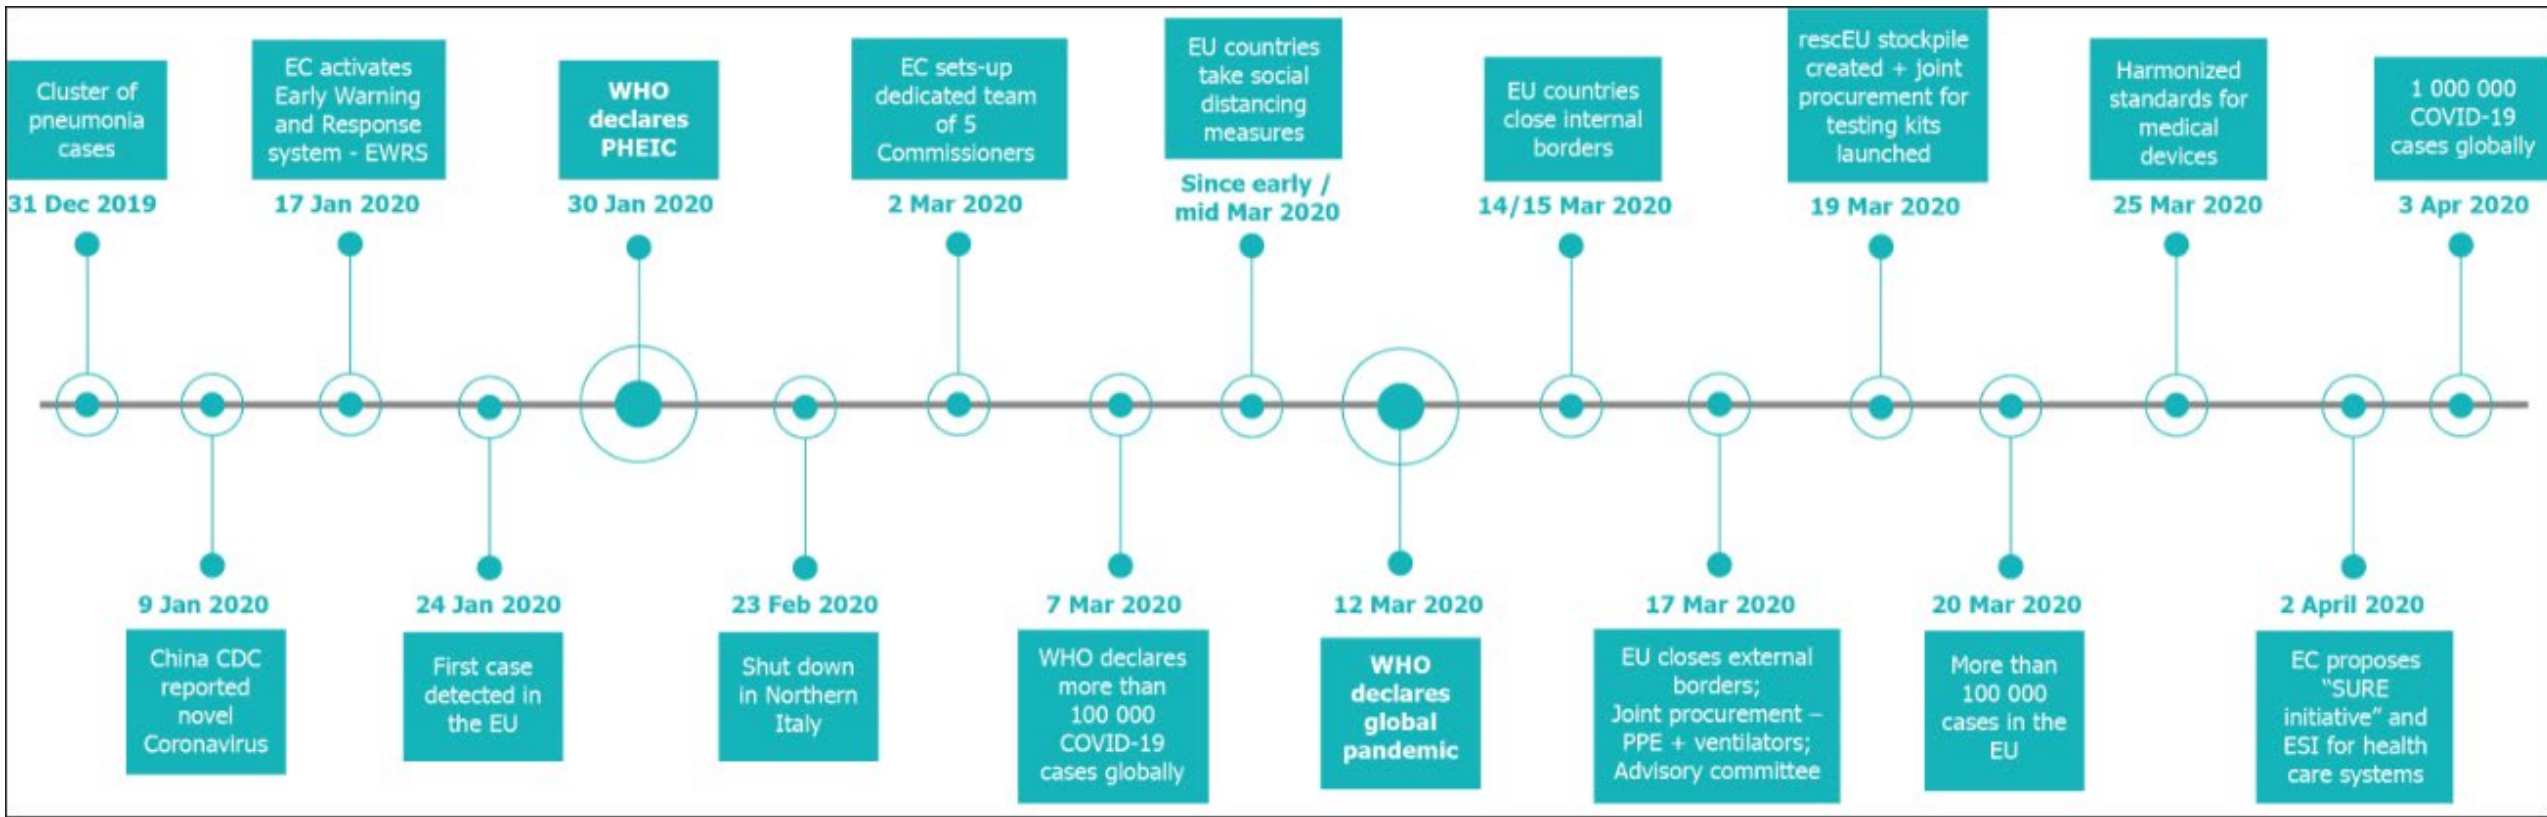 Cluster of
pneumonia
cases
31 Dec 2019
China CDC
reported
novel
Coronavirus
9 Jan 2020
EC activates
Early Warning
and Response
system - EWRS
17 Jan 2020
24 Jan 2020
First case
detected in
the EU
WHO
declares
PHEIC
30 Jan 2020
23 Feb 2020
Shut down
in Northern
Italy
EC sets-up
dedicated team
of 5
Commissioners
2 Mar 2020
7 Mar 2020
WHO declares
more than
100 000
COVID-19
cases globally
EU countries
take social
distancing
measures
Since early /
mid Mar 2020
12 Mar 2020
WHO
declares
global
pandemic
EU countries
close internal
borders
14/15 Mar 2020
17 Mar 2020
EU closes external
borders;
Joint procurement –
PPE + ventilators;
Advisory committee
rescEU stockpile
created + joint
procurement for
testing kits
launched
19 Mar 2020
20 Mar 2020
More than
100 000
cases in the
EU
Harmonized
standards for
medical
devices
25 Mar 2020
2 April 2020
EC proposes
“SURE
initiative” and
ESI for health
care systems
1 000 000
COVID-19
cases globally
3 Apr 2020